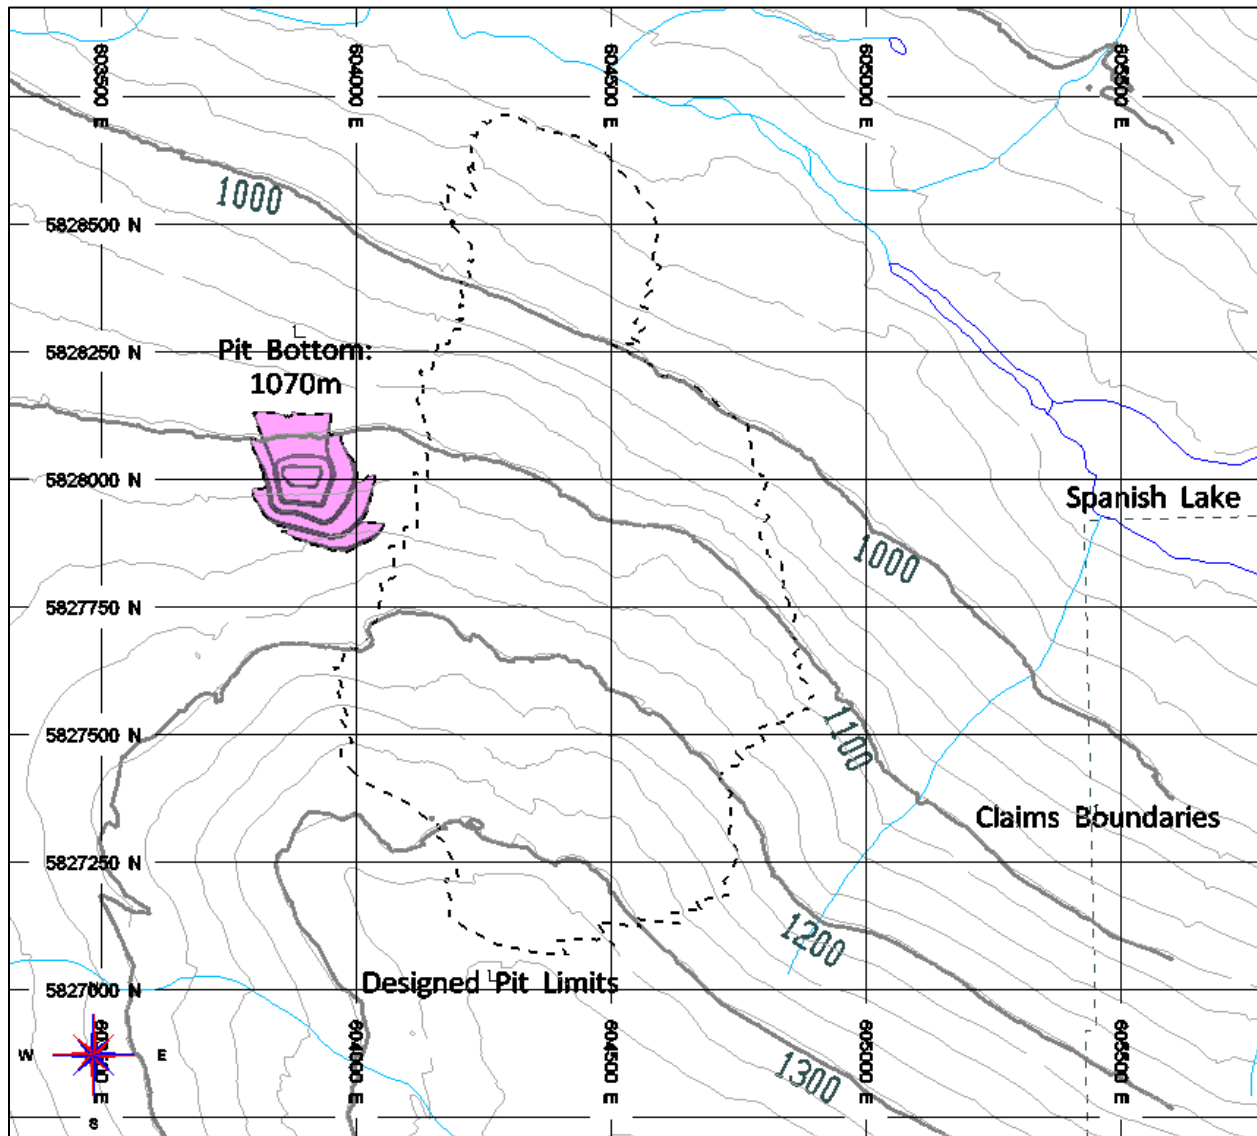 603500 E
604000 E
604500 E
605000 E
605500 E
1000
5828500 N
5828250 N
Pit Bottom:
1070m
5828000 N
Spanish Lake
1000
5827750 N
5827500 N
1100
Claims Boundaries
5827250 N
1200
Designed Pit Limits
5827000 N
W
E
S
604000 E
604500 E
1300
605000 E
605500 E